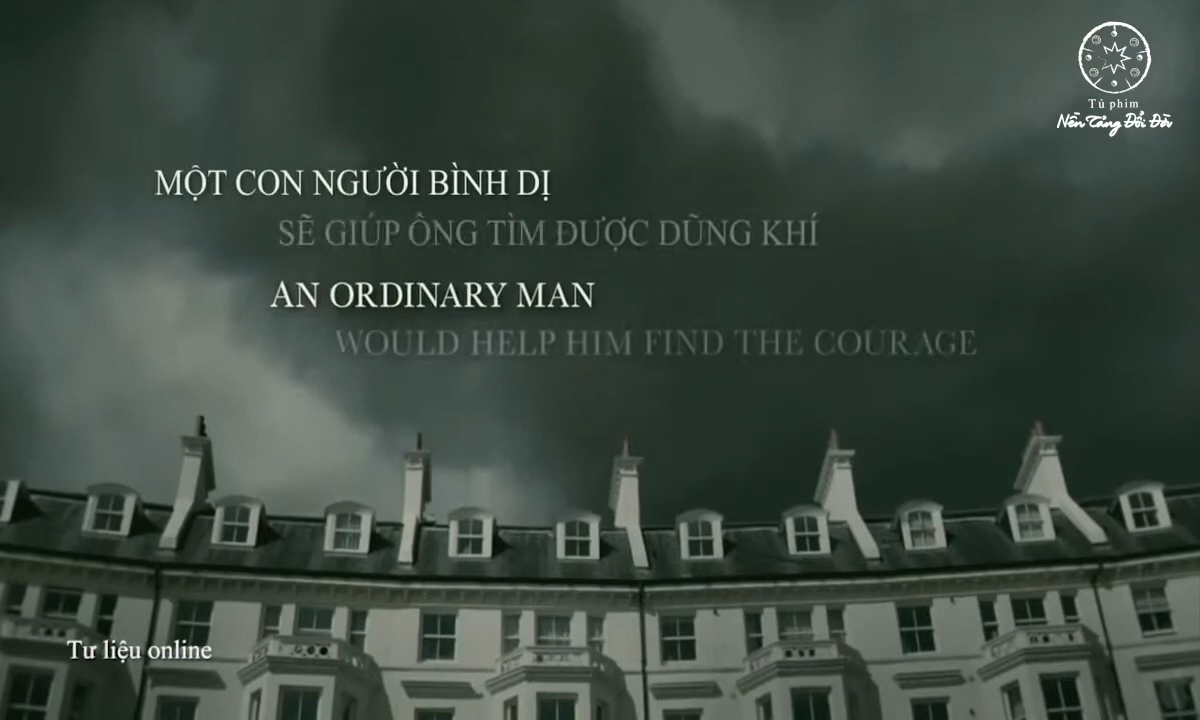 Tủ phim
Nền Tảng Đổi Đời
MỘT CON NGƯỜI BÌNH DỊ
SẼ GIÚP ÔNG TÌM ĐƯỢC DŨNG KHÍ
AN ORDINARY MAN
WOULD HELP HIM FIND THE COURAGE
Tư liệu online